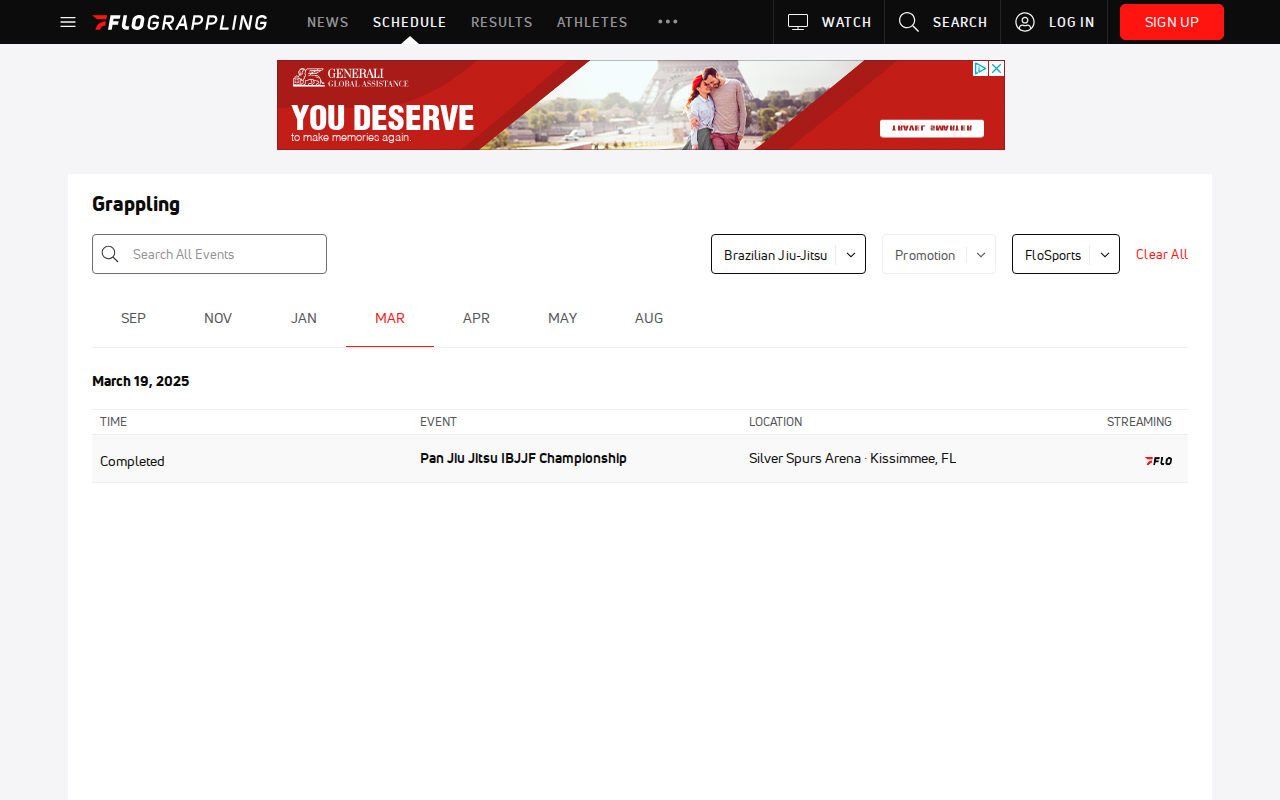 FLOGRAPPLING
NEWS
SCHEDULE
RESULTS
ATHLETES
WATCH
SEARCH
LOG IN
SIGN UP
GENERALI
GLOBAL ASSISTANCE
YOU DESERVE
to make memories again.
TRAVEL SMARTER
Grappling
Search All Events
Brazilian Jiu-Jitsu
Promotion
FloSports
Clear All
SEP
NOV
JAN
MAR
APR
MAY
AUG
March 19, 2025
TIME
EVENT
LOCATION
STREAMING
Completed
Pan Jiu Jitsu IBJJF Championship
Silver Spurs Arena · Kissimmee, FL
FLO